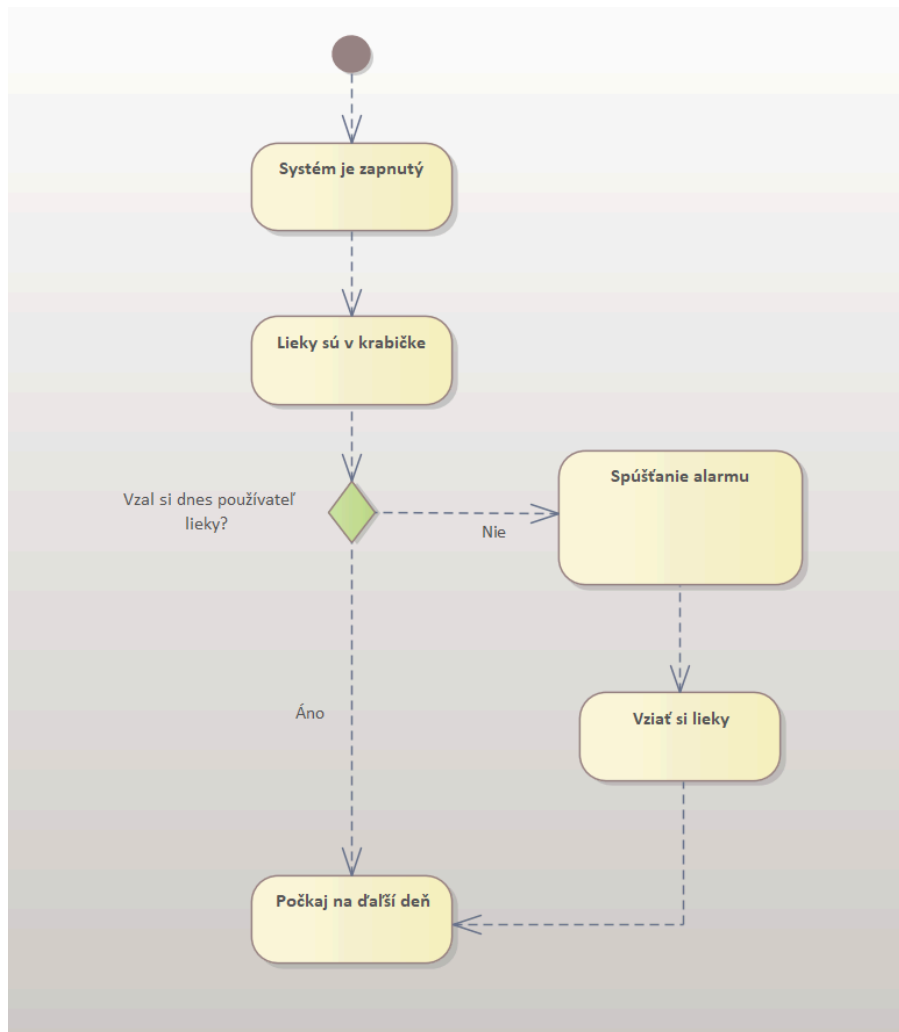 Systém je zapnutý
Lieky sú v krabičke
Vzal si dnes používateľ
lieky?
Nie
Spúšťanie alarmu
Vziať si lieky
Áno
Počkaj na ďaľší deň